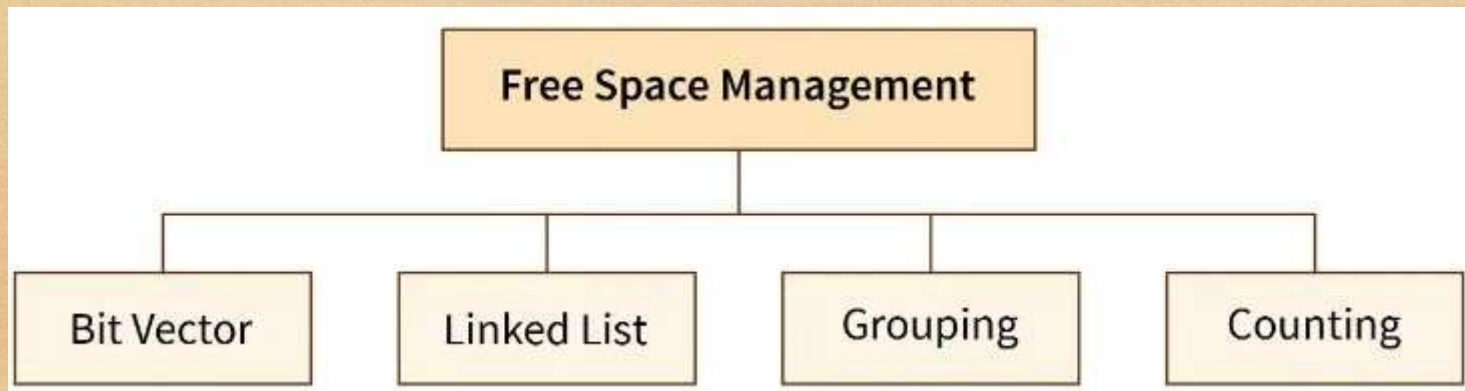 Free Space Management
Bit Vector
Linked List
Grouping
Counting